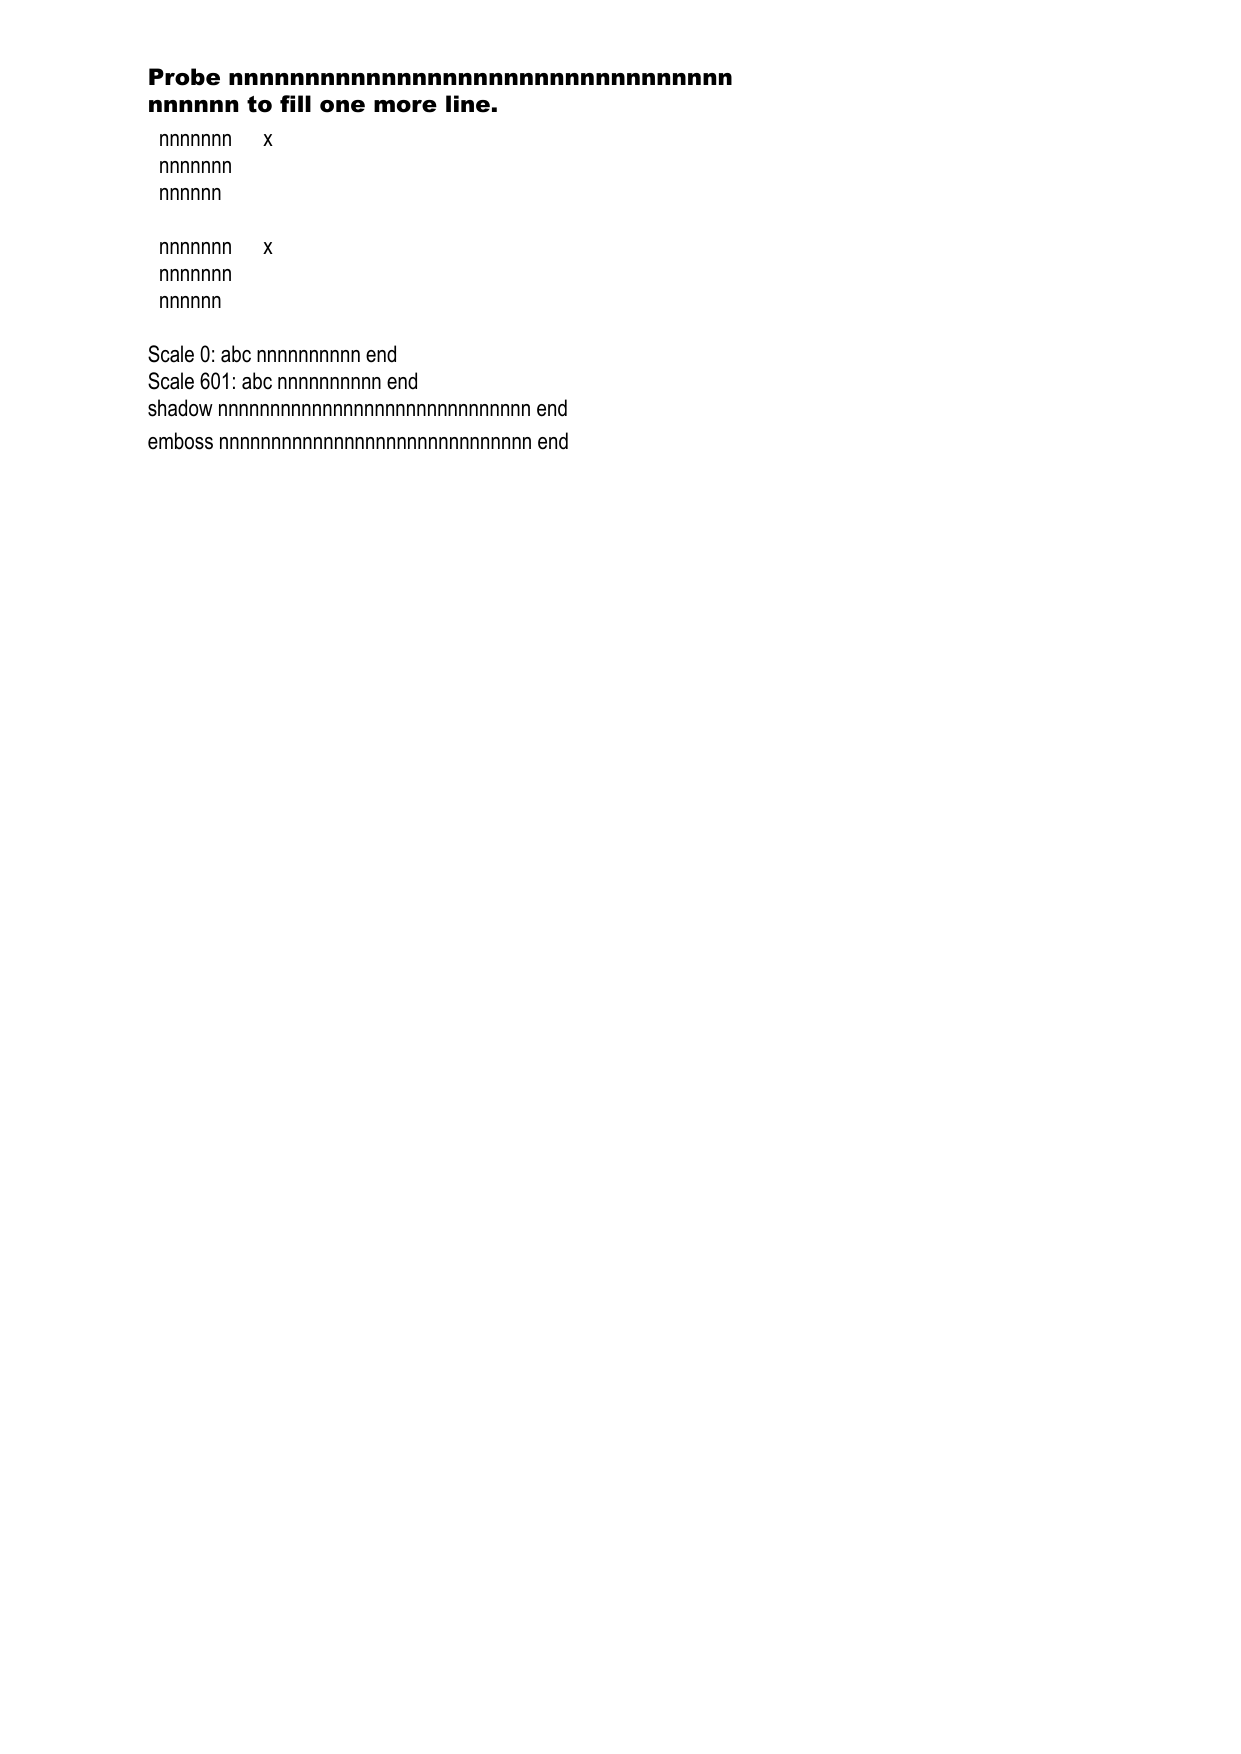 Probe nnnnnnnnnnnnnnnnnnnnnnnnnnnnnnnnn
nnnnnn to fill one more line.
nnnnnnn x
nnnnnnn
nnnnnn
nnnnnnn x
nnnnnnn
nnnnnn
Scale 0: abc nnnnnnnnnn end
Scale 601: abc nnnnnnnnnn end
shadow nnnnnnnnnnnnnnnnnnnnnnnnnnnnnn end
emboss nnnnnnnnnnnnnnnnnnnnnnnnnnnnnn end